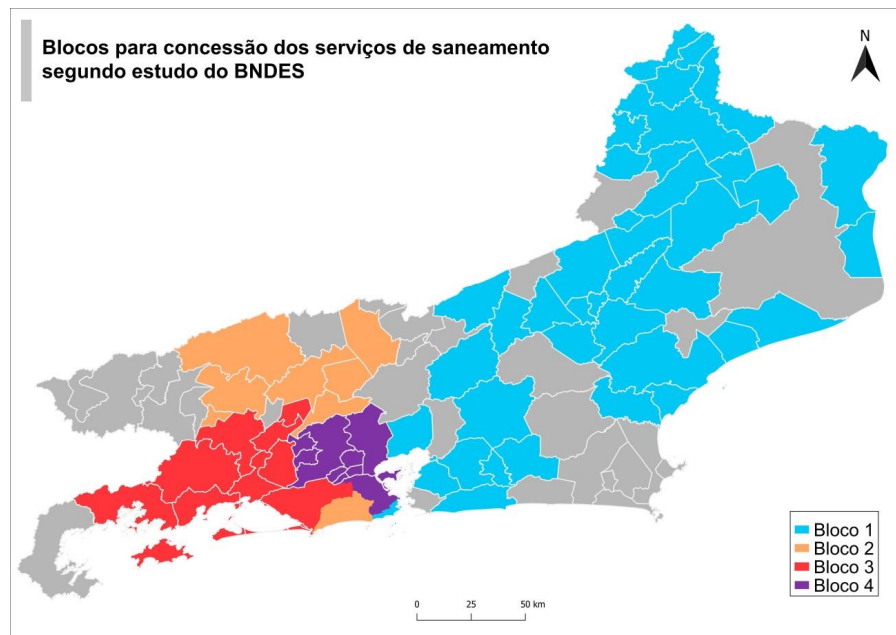 Blocos para concessão dos serviços de saneamento
segundo estudo do BNDES
N
Bloco 1
Bloco 2
Bloco 3
Bloco 4
0 25 50 km